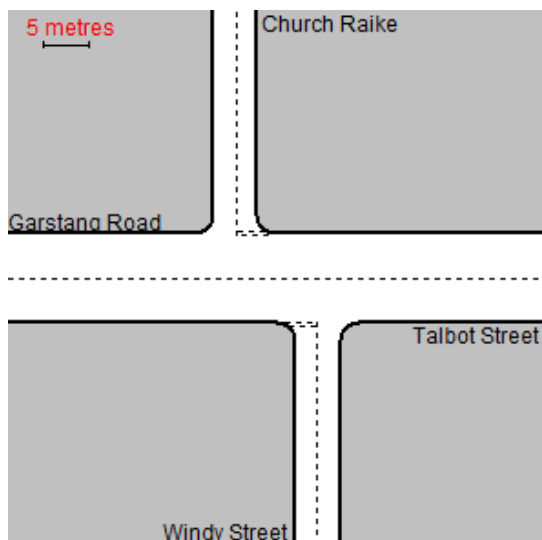 5 metres
Church Raike
Garstang Road
Talbot Street
Windy Street